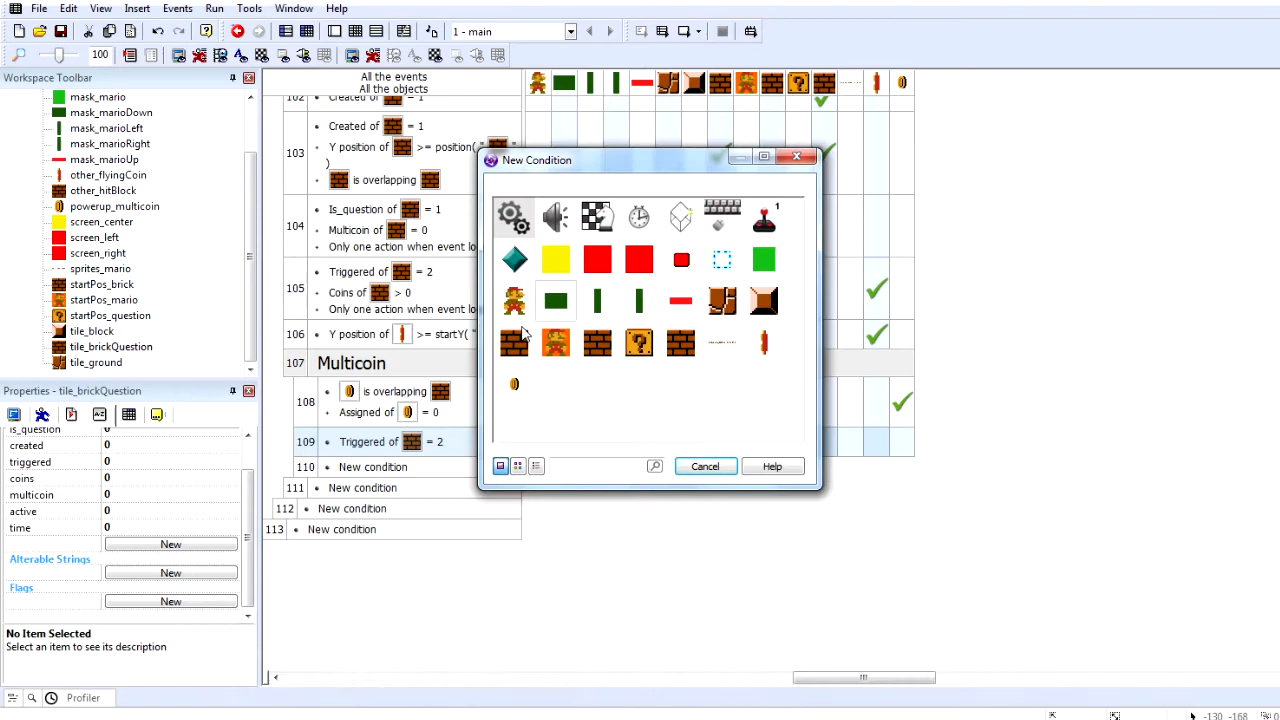 File Edit View Insert Events Run Tools Window Help
100
1 - main
Workspace Toolbar
mask_mario
mask_marioDown
mask_marioLeft
mask_marioRight
mask_marioUp
other_flyingCoin
other_hitBlock
powerup_multicoin
screen_center
screen_left
screen_right
sprites_mario
startPos_brick
startPos_mario
startPos_question
tile_block
tile_brickQuestion
tile_ground
Properties - tile_brickQuestion
is_question 0
created 0
triggered 0
coins 0
multicoin 0
active 0
time 0
New
Alterable Strings
New
Flags
New
No Item Selected
Select an item to see its description
Profiler
All the events
All the objects
102 • Created of = 1
103 • Created of = 1
• Y position of >= position( "
)
• is overlapping
104 • Is_question of = 1
• Multicoin of = 0
• Only one action when event lo
105 • Triggered of = 2
• Coins of > 0
• Only one action when event lo
106 • Y position of >= startY( "
107 Multicoin
108 • is overlapping
• Assigned of = 0
109 • Triggered of = 2
110 • New condition
111 • New condition
112 • New condition
113 • New condition
New Condition
1
Cancel Help
-130 -168